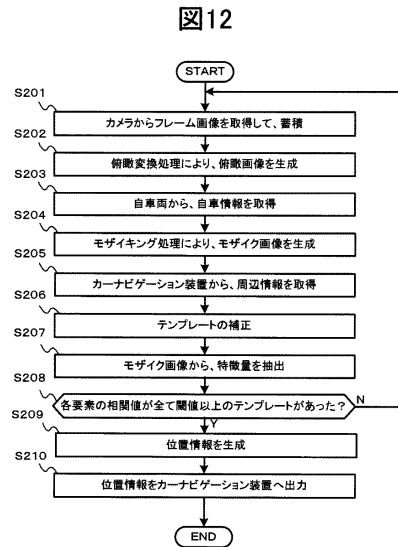 図12
START
S201
カメラからフレーム画像を取得して、蓄積
S202
俯瞰変換処理により、俯瞰画像を生成
S203
自車両から、自車情報を取得
S204
モザイキング処理により、モザイク画像を生成
S205
カーナビゲーション装置から、周辺情報を取得
S206
テンプレートの補正
S207
モザイク画像から、特徴量を抽出
S208
各要素の相関値が全て閾値以上のテンプレートがあった？
N
Y
S209
位置情報を生成
S210
位置情報をカーナビゲーション装置へ出力
END